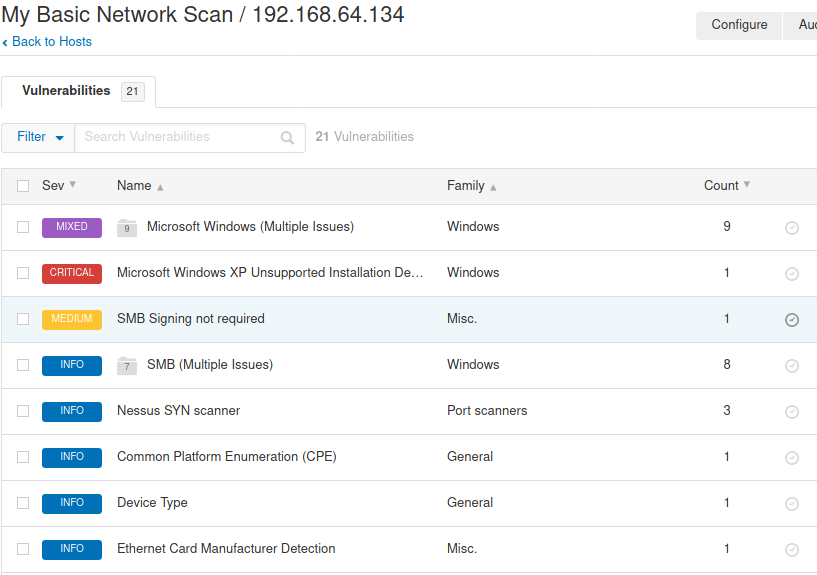 My Basic Network Scan / 192.168.64.134
Configure
‹ Back to Hosts
Vulnerabilities 21
Filter Search Vulnerabilities 21 Vulnerabilities
Sev Name Family Count
MIXED 9 Microsoft Windows (Multiple Issues) Windows 9
CRITICAL Microsoft Windows XP Unsupported Installation De… Windows 1
MEDIUM SMB Signing not required Misc. 1
INFO 7 SMB (Multiple Issues) Windows 8
INFO Nessus SYN scanner Port scanners 3
INFO Common Platform Enumeration (CPE) General 1
INFO Device Type General 1
INFO Ethernet Card Manufacturer Detection Misc. 1